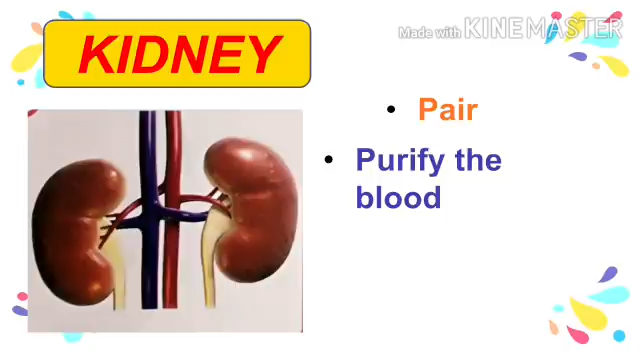 KIDNEY
Made with KINEMASTER
• Pair
• Purify the
blood